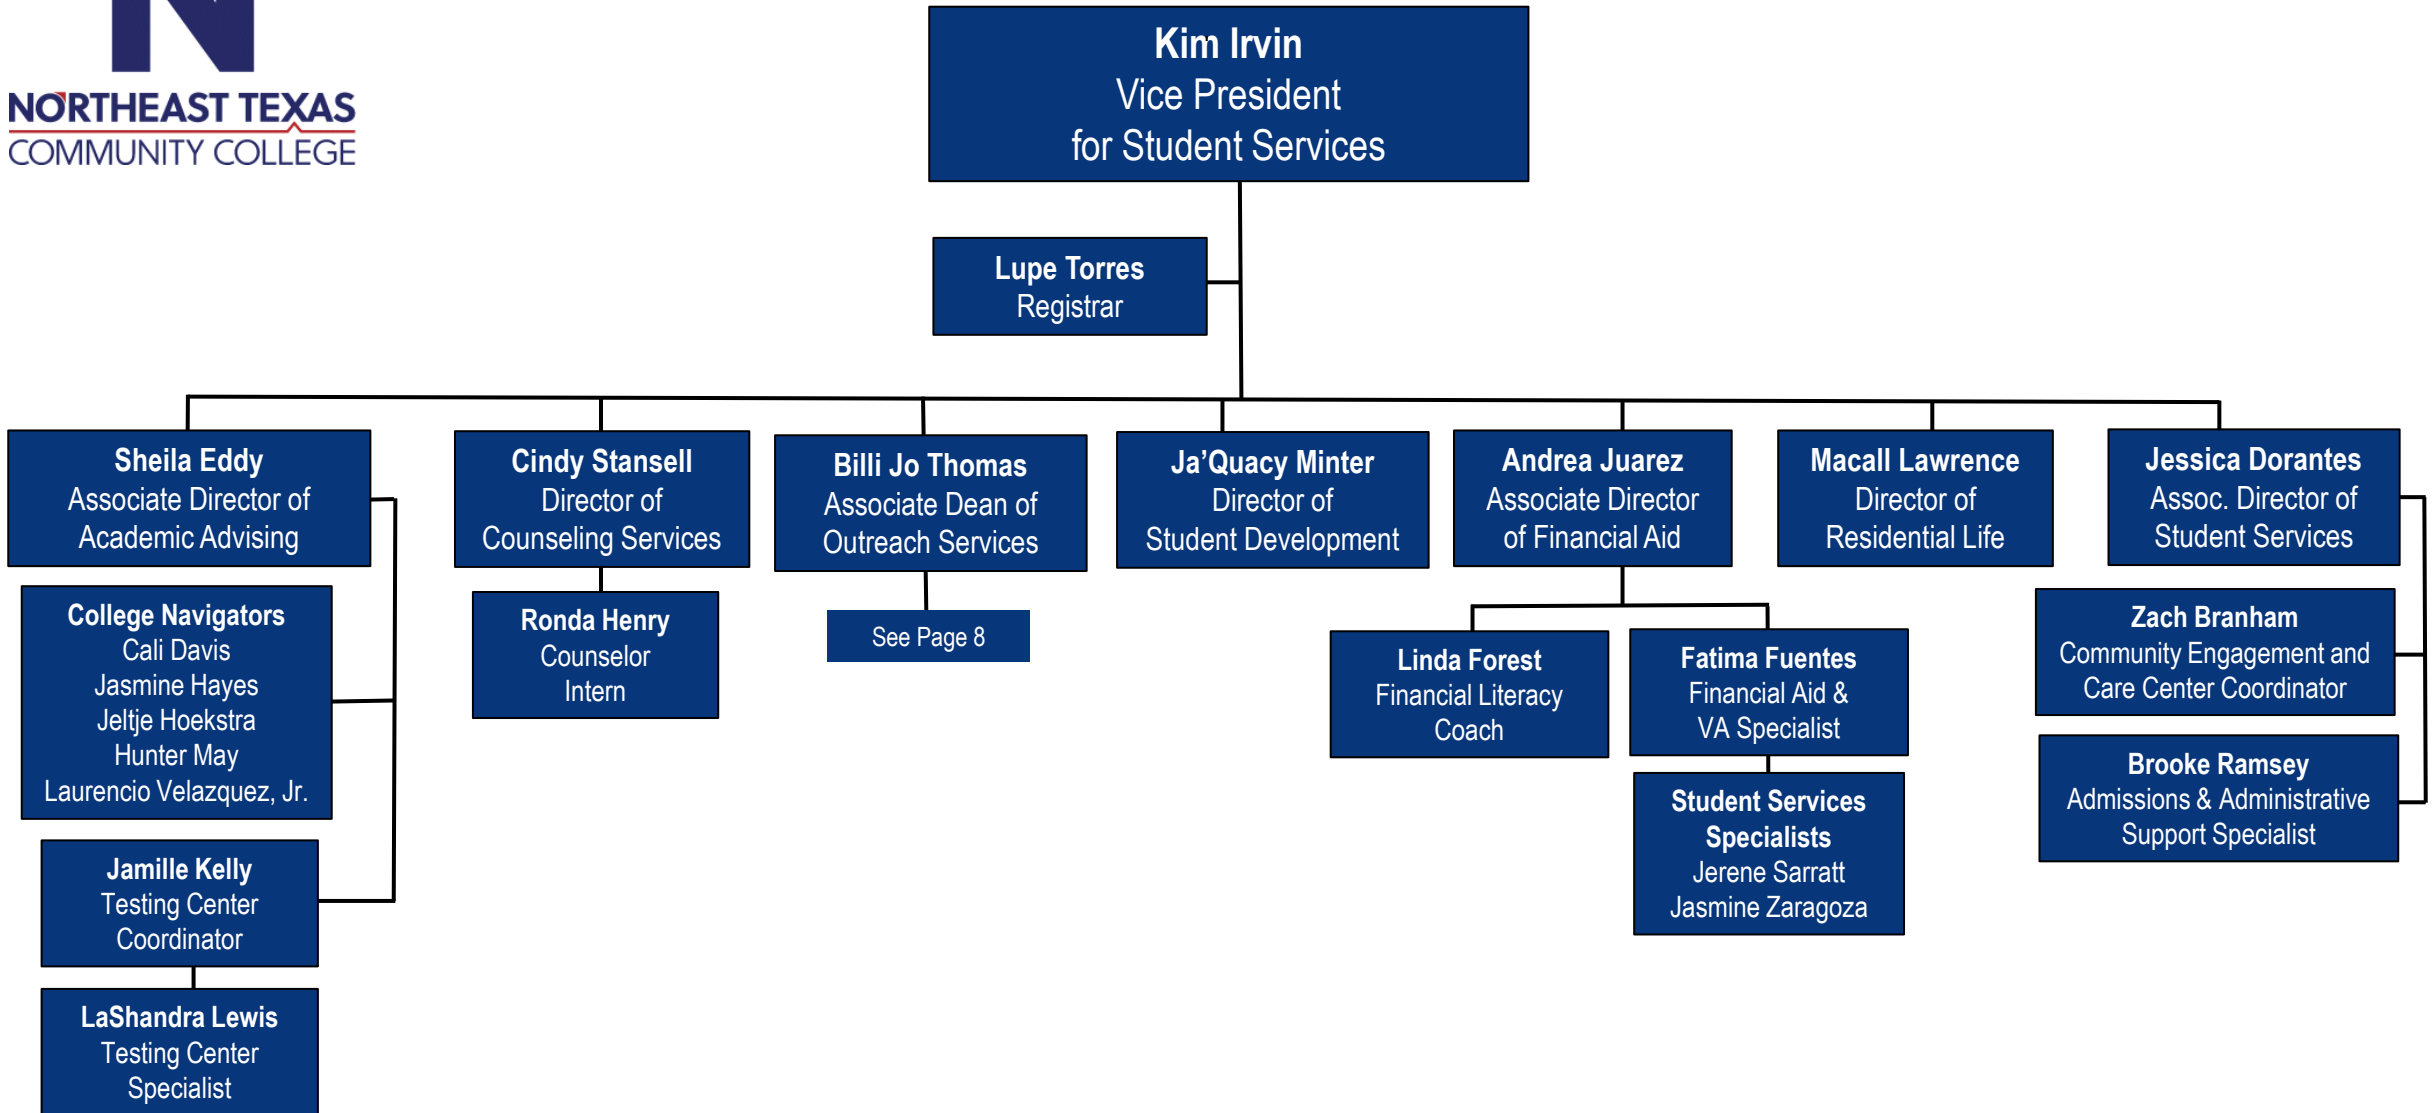 N
NORTHEAST TEXAS
COMMUNITY COLLEGE
Kim Irvin
Vice President
for Student Services
Lupe Torres
Registrar
Sheila Eddy
Associate Director of
Academic Advising
College Navigators
Cali Davis
Jasmine Hayes
Jeltje Hoekstra
Hunter May
Laurencio Velazquez, Jr.
Jamille Kelly
Testing Center
Coordinator
LaShandra Lewis
Testing Center
Specialist
Cindy Stansell
Director of
Counseling Services
Ronda Henry
Counselor
Intern
Billi Jo Thomas
Associate Dean of
Outreach Services
See Page 8
Ja’Quacy Minter
Director of
Student Development
Andrea Juarez
Associate Director
of Financial Aid
Linda Forest
Financial Literacy
Coach
Fatima Fuentes
Financial Aid &
VA Specialist
Student Services
Specialists
Jerene Sarratt
Jasmine Zaragoza
Macall Lawrence
Director of
Residential Life
Jessica Dorantes
Assoc. Director of
Student Services
Zach Branham
Community Engagement and
Care Center Coordinator
Brooke Ramsey
Admissions & Administrative
Support Specialist